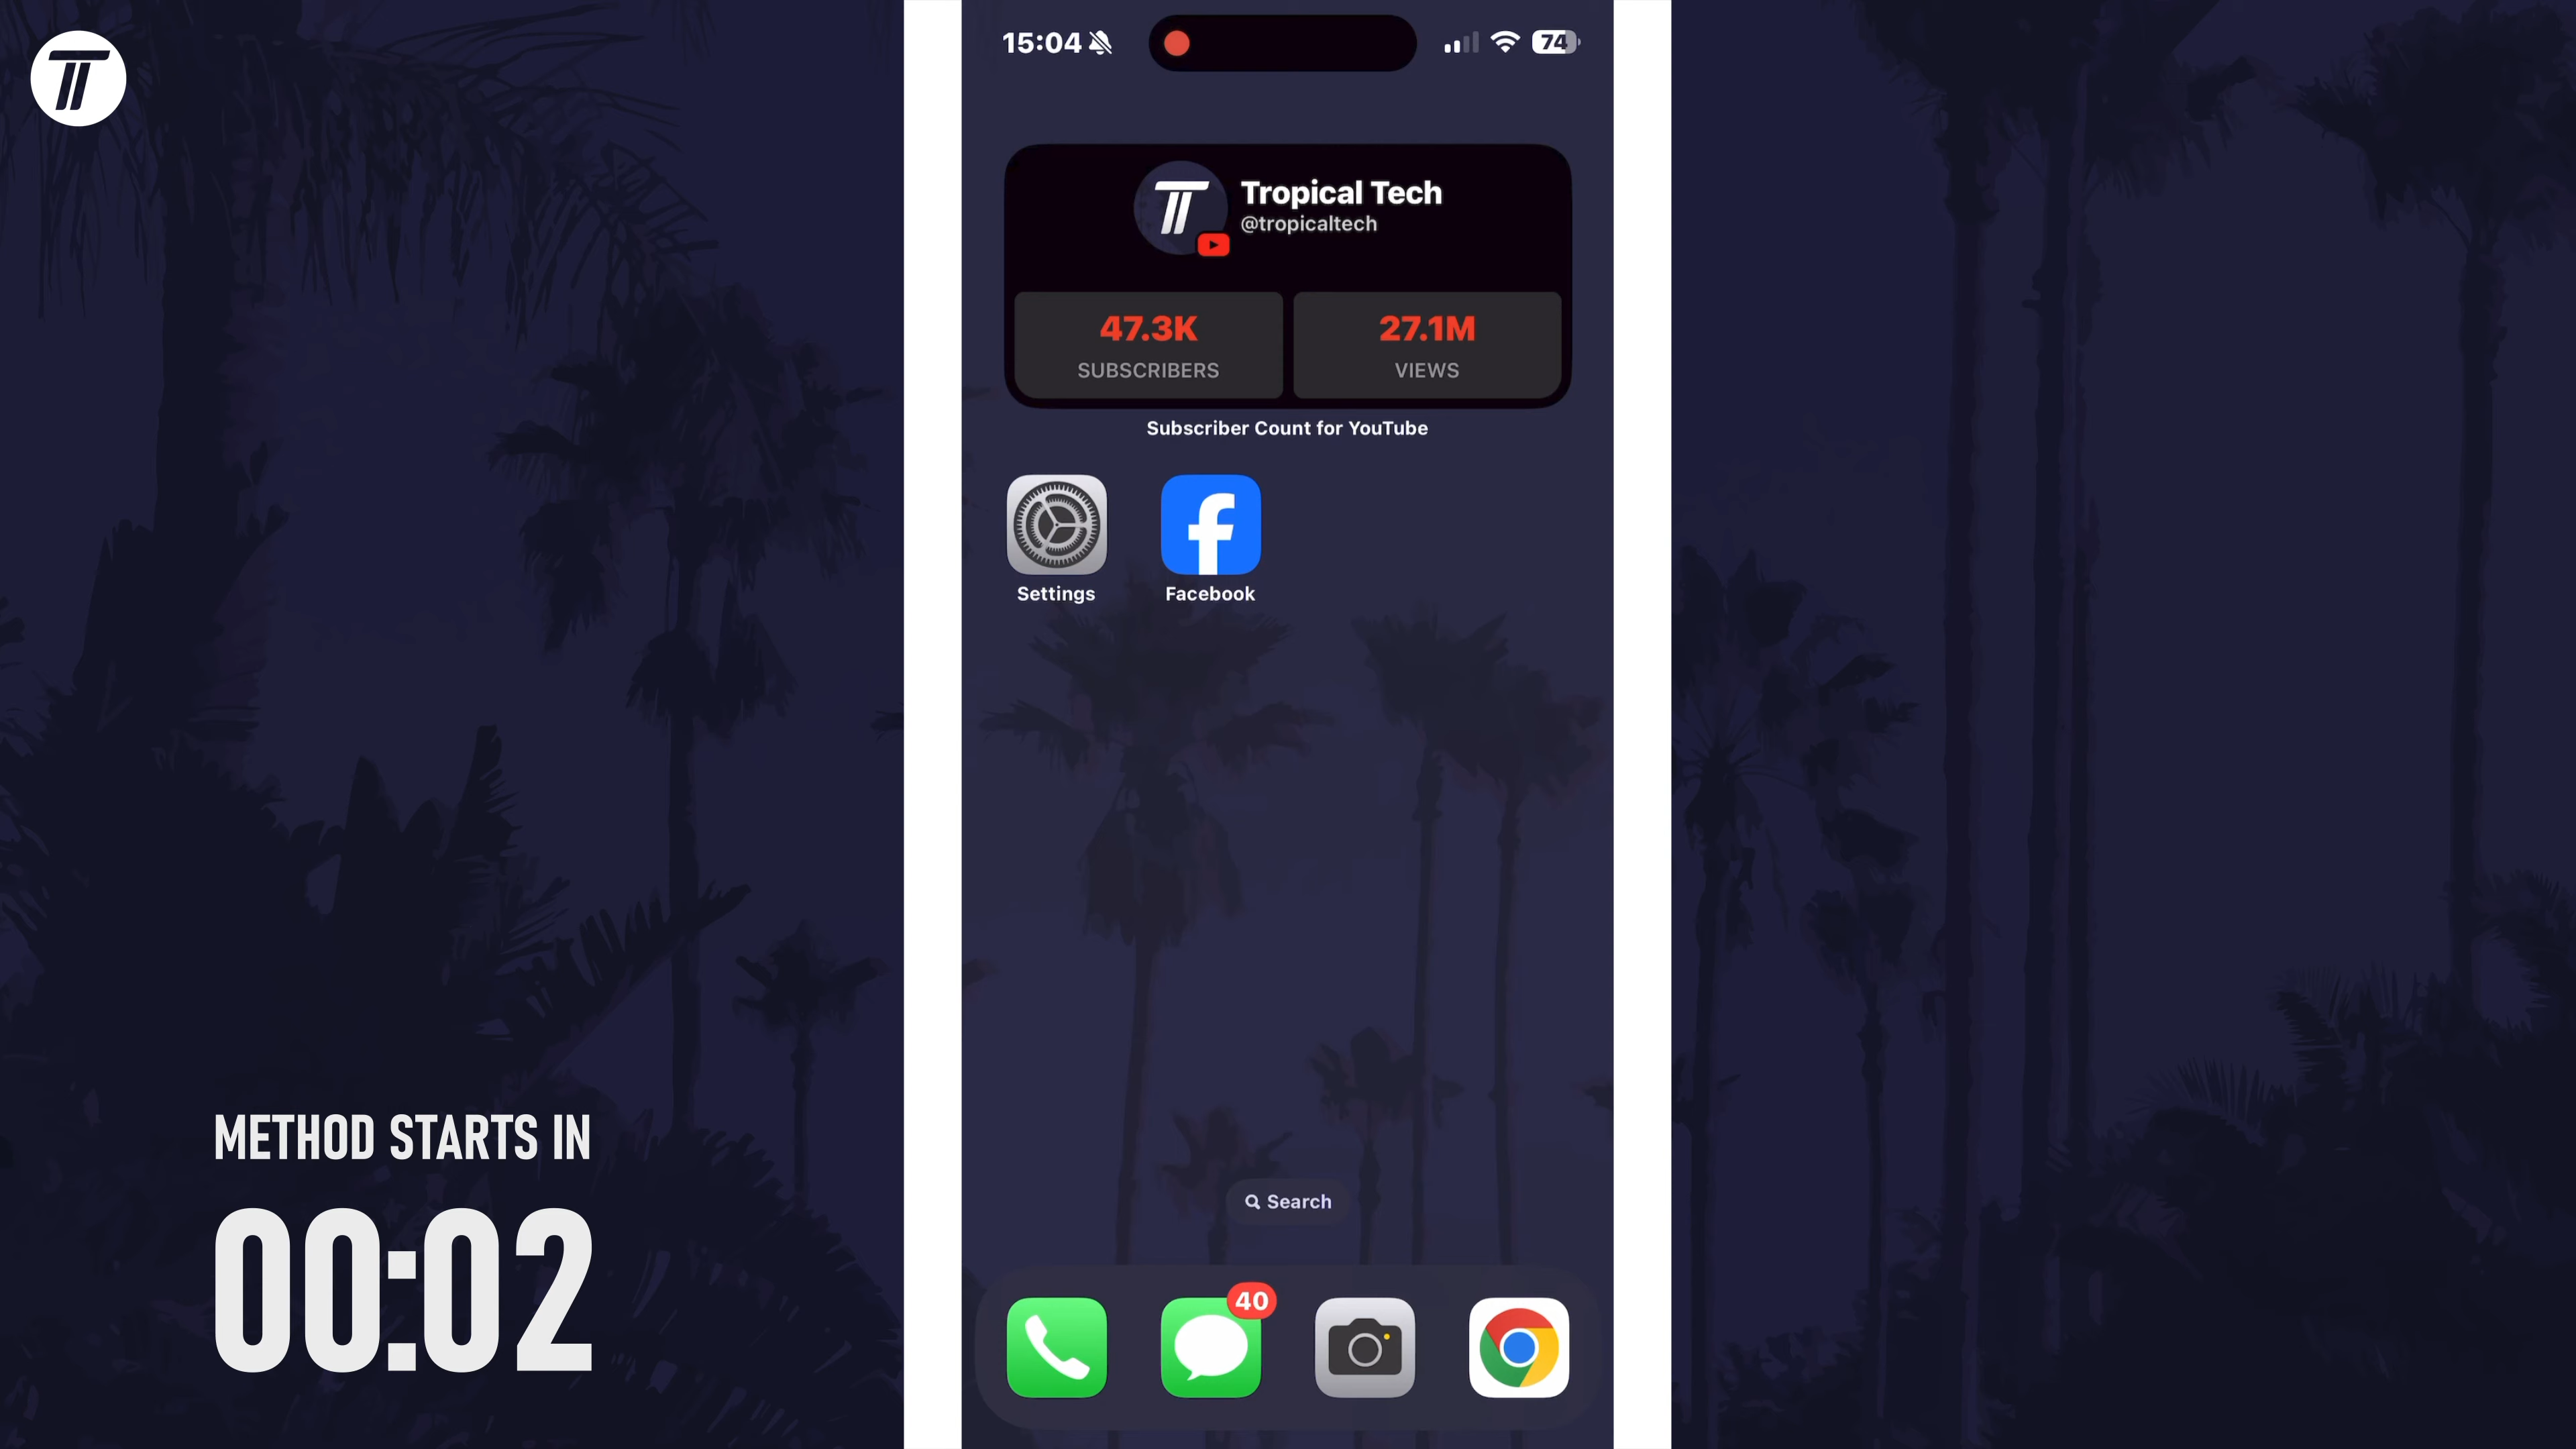 15:04
74
Tropical Tech
@tropicaltech
47.3K
SUBSCRIBERS
27.1M
VIEWS
Subscriber Count for YouTube
Settings
Facebook
METHOD STARTS IN
00:02
Search
40